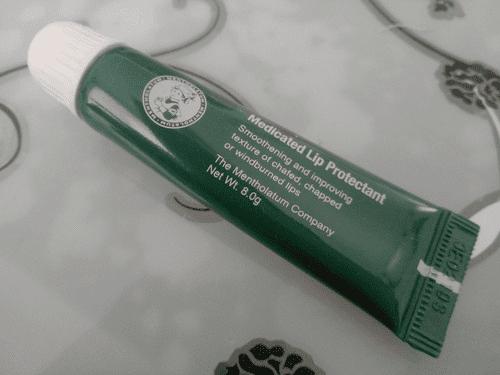 Medicated Lip Protectant
Smoothening and improving
texture of chafed, chapped
or windburned lips
The Mentholatum Company
Net Wt. 8.0g